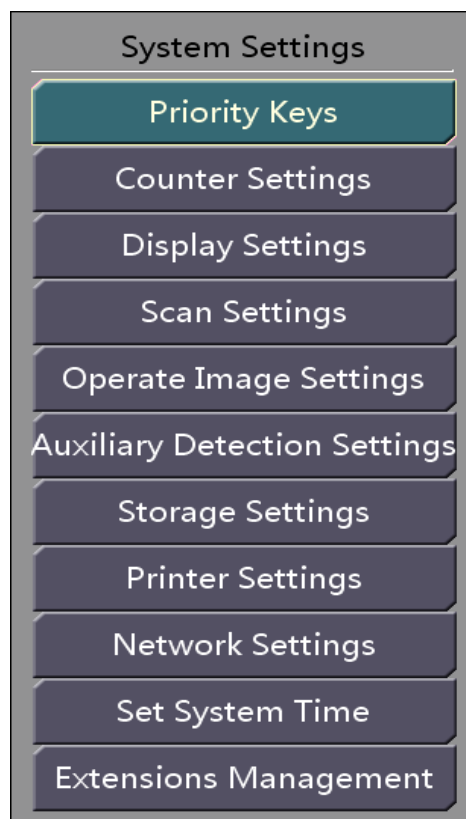 System Settings
Priority Keys
Counter Settings
Display Settings
Scan Settings
Operate Image Settings
Auxiliary Detection Settings
Storage Settings
Printer Settings
Network Settings
Set System Time
Extensions Management